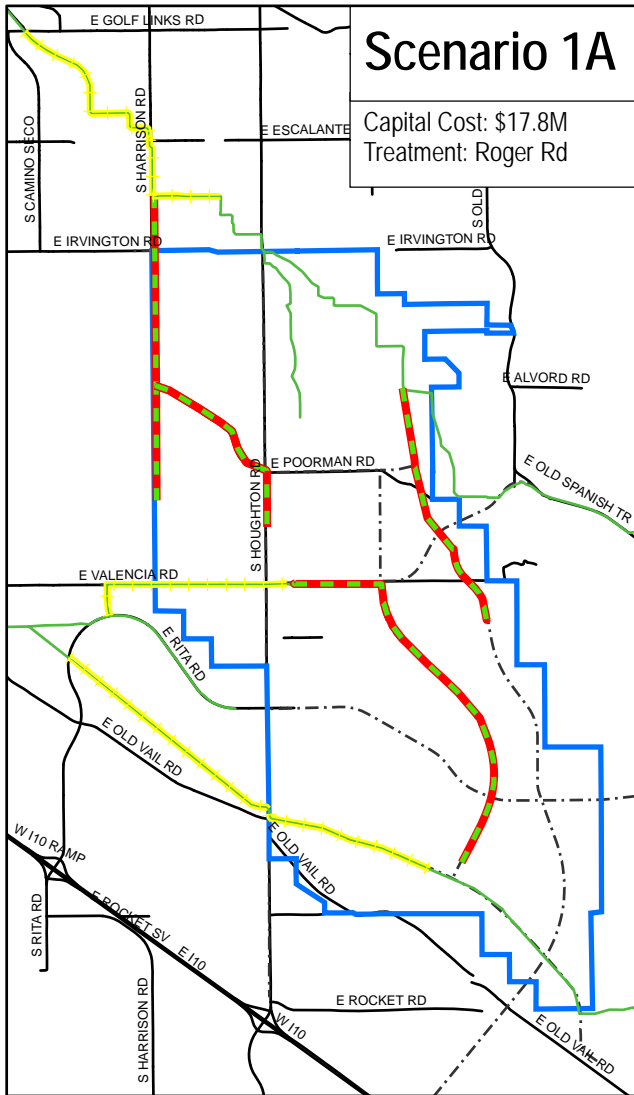 E GOLF LINKS RD
Scenario 1A
Capital Cost: $17.8M
Treatment: Roger Rd
S CAMINO SECO
S HARRISON RD
E ESCALANTE
S OLD
E IRVINGTON RD
E IRVINGTON RD
E ALVORD RD
E POORMAN RD
S HOUGHTON RD
E OLD SPANISH TR
E VALENCIA RD
E RITA RD
E OLD VAIL RD
E OLD VAIL RD
W I10 RAMP
S RITA RD
E ROCKET SV
E I10
S HARRISON RD
W I10
E ROCKET RD
E OLD VAIL RD